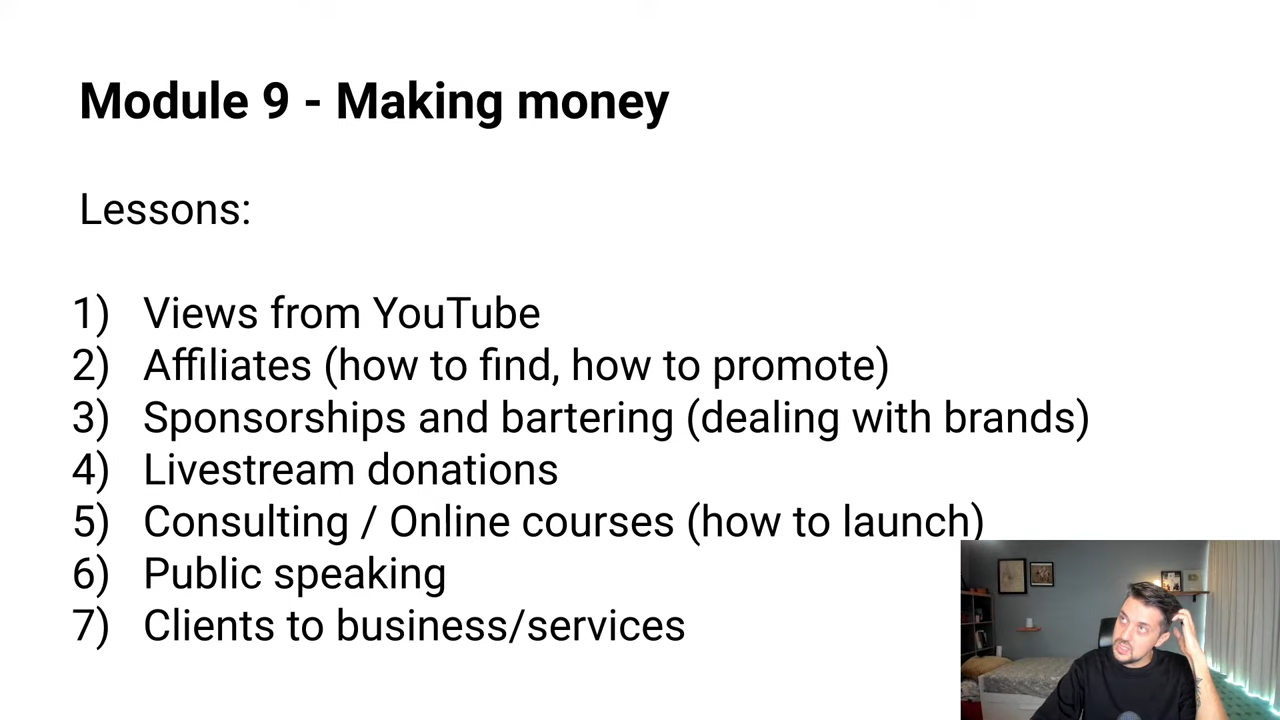 Module 9 - Making money
Lessons:
1) Views from YouTube
2) Affiliates (how to find, how to promote)
3) Sponsorships and bartering (dealing with brands)
4) Livestream donations
5) Consulting / Online courses (how to launch)
6) Public speaking
7) Clients to business/services